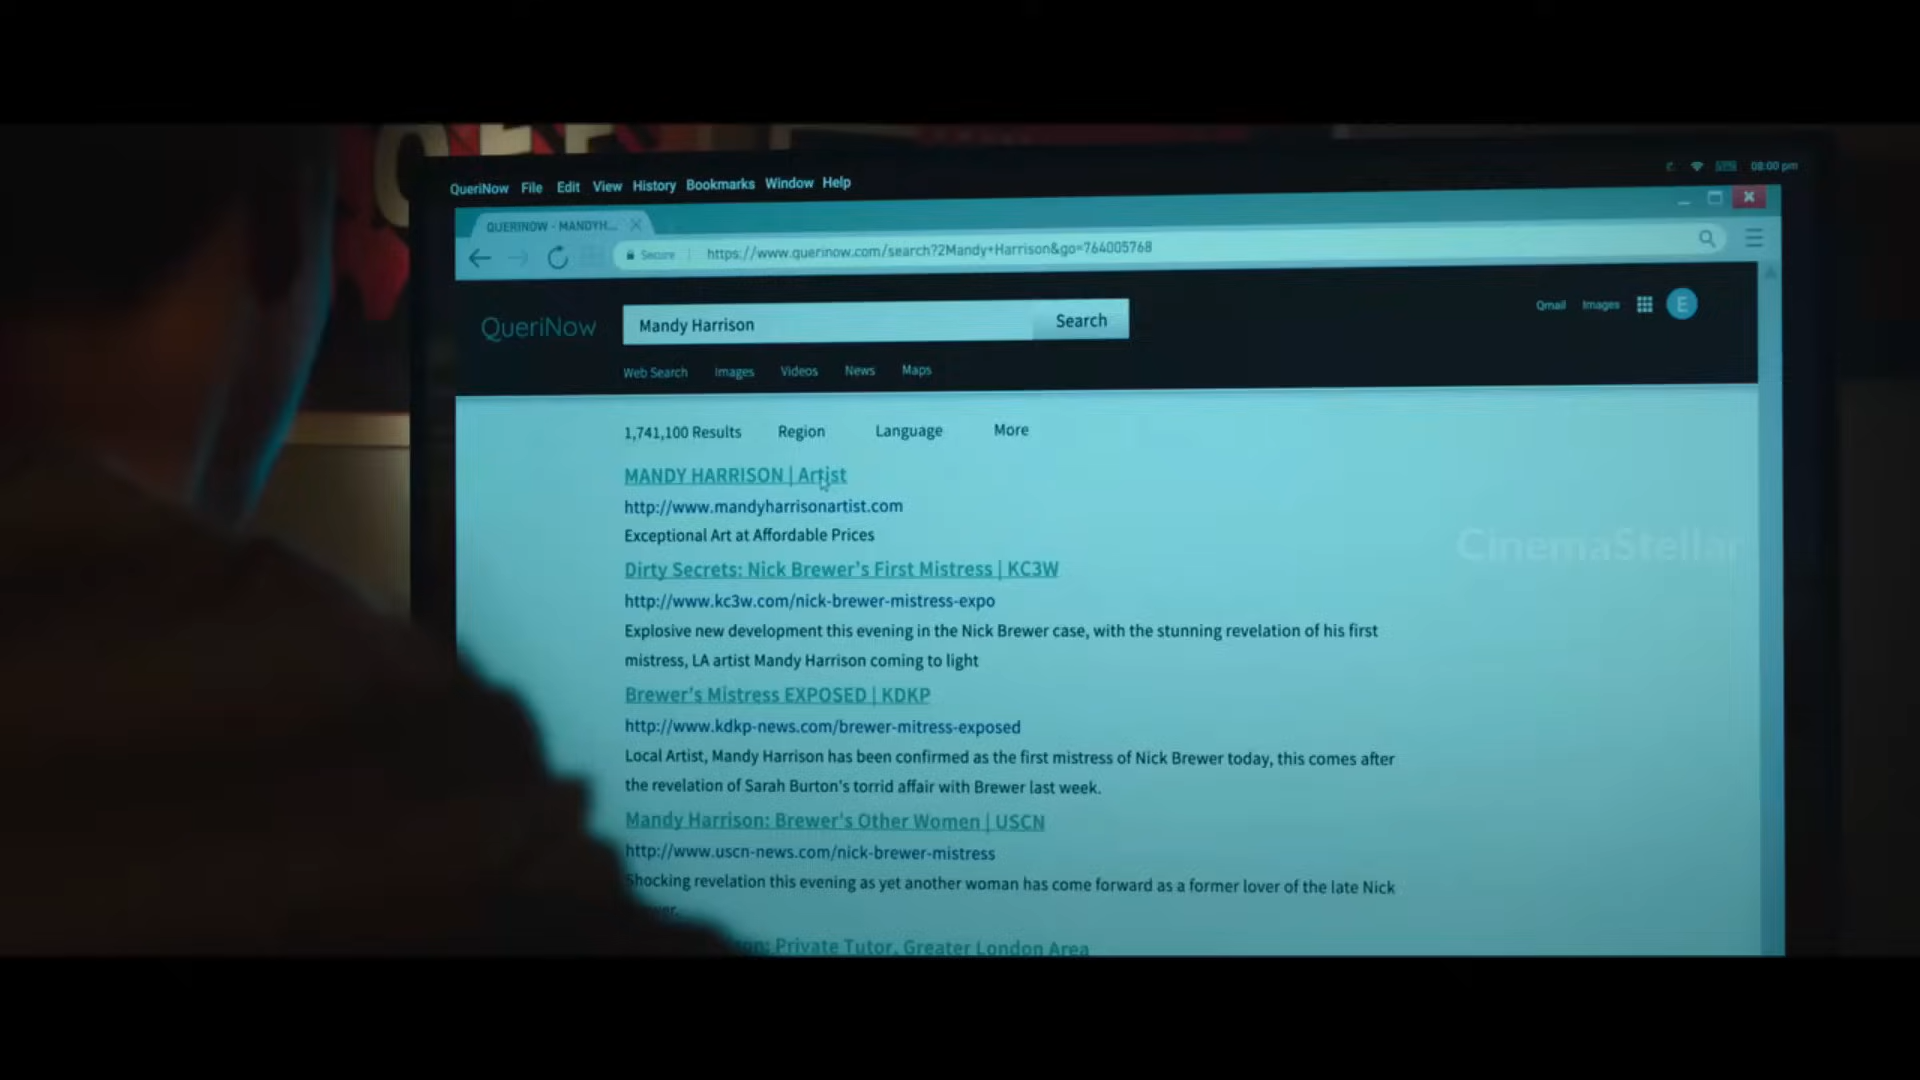 08:00 pm
QueriNow File Edit View History Bookmarks Window Help
QUERINOW - MANDYH...
Secure https://www.querinow.com/search?2Mandy+Harrison&go=764005768
QueriNow Mandy Harrison Search Qmail Images E
Web Search Images Videos News Maps
1,741,100 Results Region Language More
MANDY HARRISON | Artist
http://www.mandyharrisonartist.com
Exceptional Art at Affordable Prices
CinemaStellar
Dirty Secrets: Nick Brewer's First Mistress | KC3W
http://www.kc3w.com/nick-brewer-mistress-expo
Explosive new development this evening in the Nick Brewer case, with the stunning revelation of his first
mistress, LA artist Mandy Harrison coming to light
Brewer's Mistress EXPOSED | KDKP
http://www.kdkp-news.com/brewer-mitress-exposed
Local Artist, Mandy Harrison has been confirmed as the first mistress of Nick Brewer today, this comes after
the revelation of Sarah Burton's torrid affair with Brewer last week.
Mandy Harrison: Brewer's Other Women | USCN
http://www.uscn-news.com/nick-brewer-mistress
Shocking revelation this evening as yet another woman has come forward as a former lover of the late Nick
Private Tutor, Greater London Area